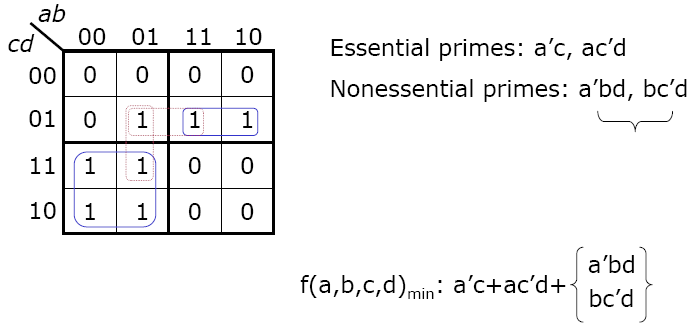 ab
cd
00 01 11 10
00 0 0 0 0
01 0 1 1 1
11 1 1 0 0
10 1 1 0 0
Essential primes: a’c, ac’d
Nonessential primes: a’bd, bc’d
f(a,b,c,d)min: a’c+ac’d+{a’bd
bc’d}